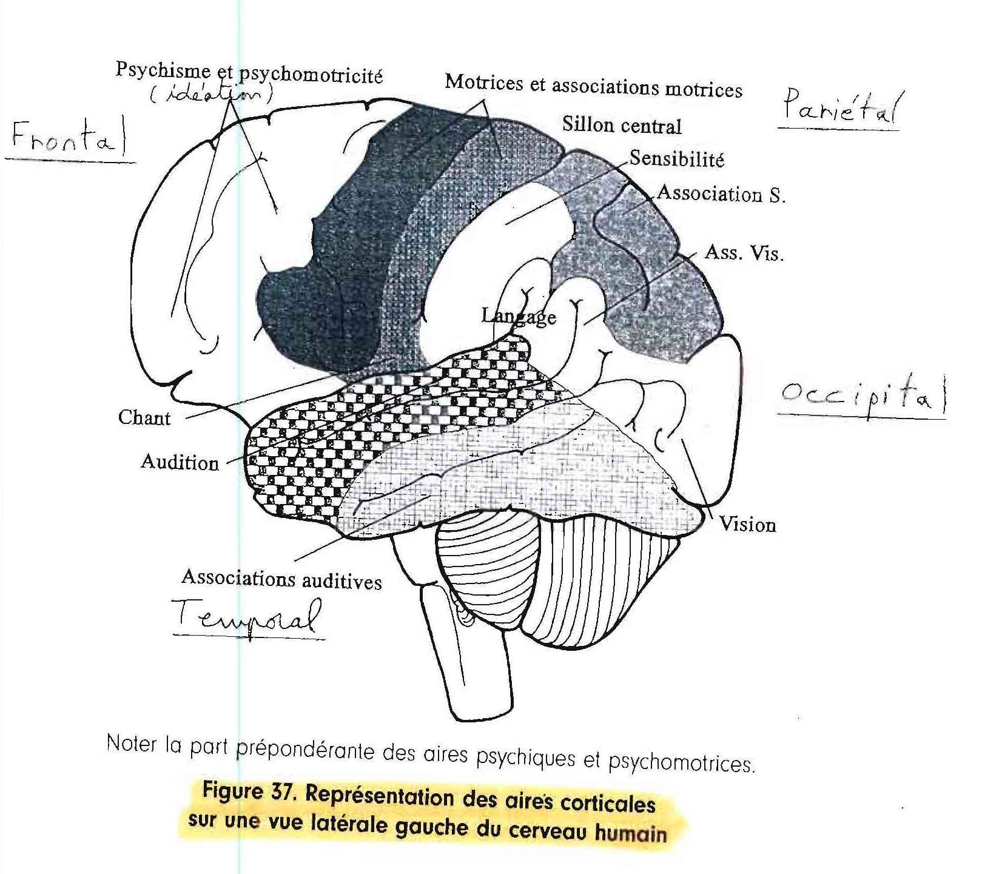 Psychisme et psychomotricité
(idéation)
Motrices et associations motrices
Pariétal
Frontal
Sillon central
Sensibilité
Association S.
Ass. Vis.
Langage
Occipital
Chant
Audition
Vision
Associations auditives
Temporal
Noter la part prépondérante des aires psychiques et psychomotrices.
Figure 37. Représentation des aires corticales
sur une vue latérale gauche du cerveau humain